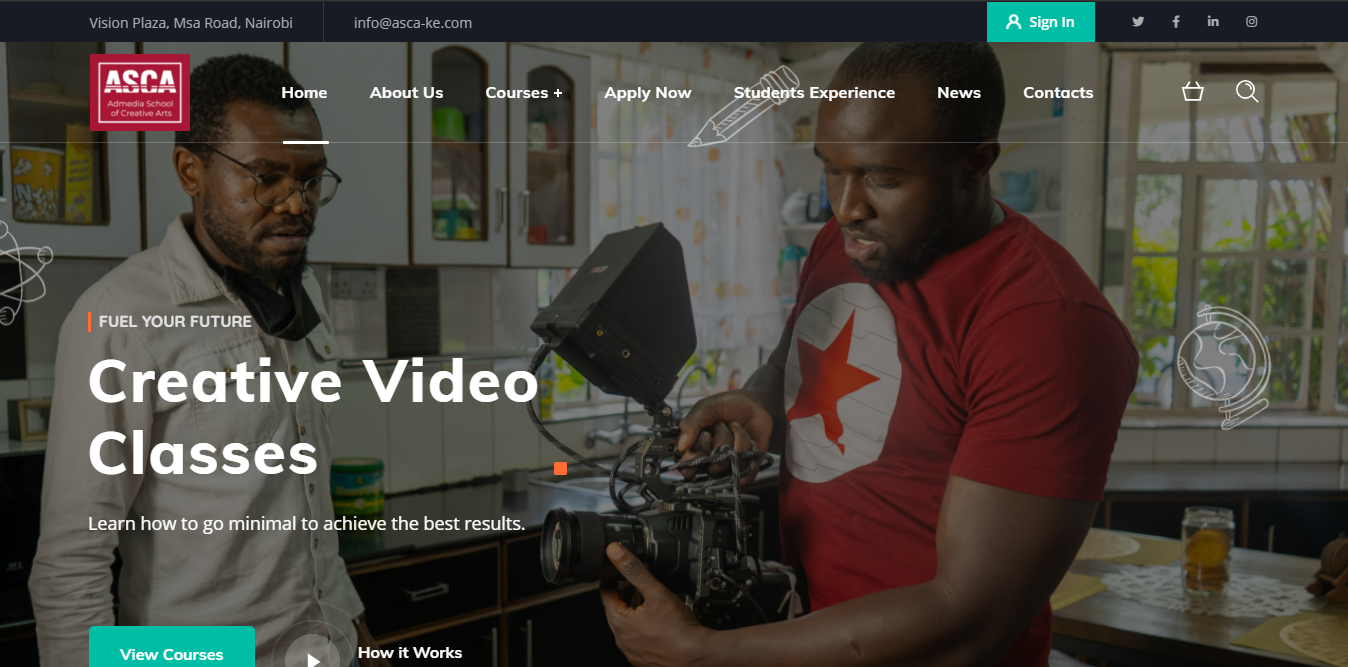 Vision Plaza, Msa Road, Nairobi
info@asca-ke.com
Sign In
ASCA
Admedia School
of Creative Arts
Home
About Us
Courses +
Apply Now
Students Experience
News
Contacts
FUEL YOUR FUTURE
Creative Video
Classes
Learn how to go minimal to achieve the best results.
View Courses
How it Works